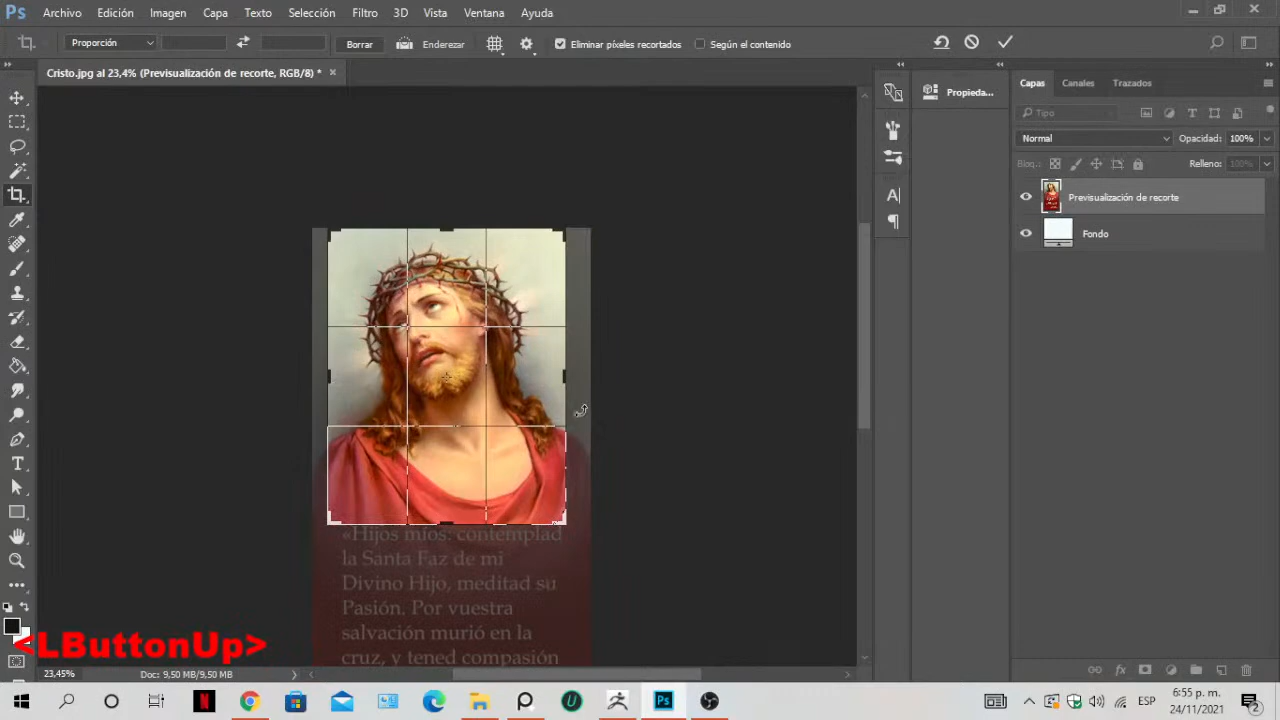 Ps Archivo Edición Imagen Capa Texto Selección Filtro 3D Vista Ventana Ayuda
Proporción Borrar Enderezar Eliminar píxeles recortados Según el contenido
Cristo.jpg al 23,4% (Previsualización de recorte, RGB/8) *
Propieda...
Capas Canales Trazados
Tipo
Normal Opacidad: 100%
Bloq.: Relleno: 100%
Previsualización de recorte
Fondo
«Hijos míos: contemplad
la Santa Faz de mi
Divino Hijo, meditad su
Pasión. Por vuestra
salvación murió en la
cruz, y tened compasión
<LButtonUp>
23,45% Doc: 9,50 MB/9,50 MB
ESP
6:55 p. m.
24/11/2021
2